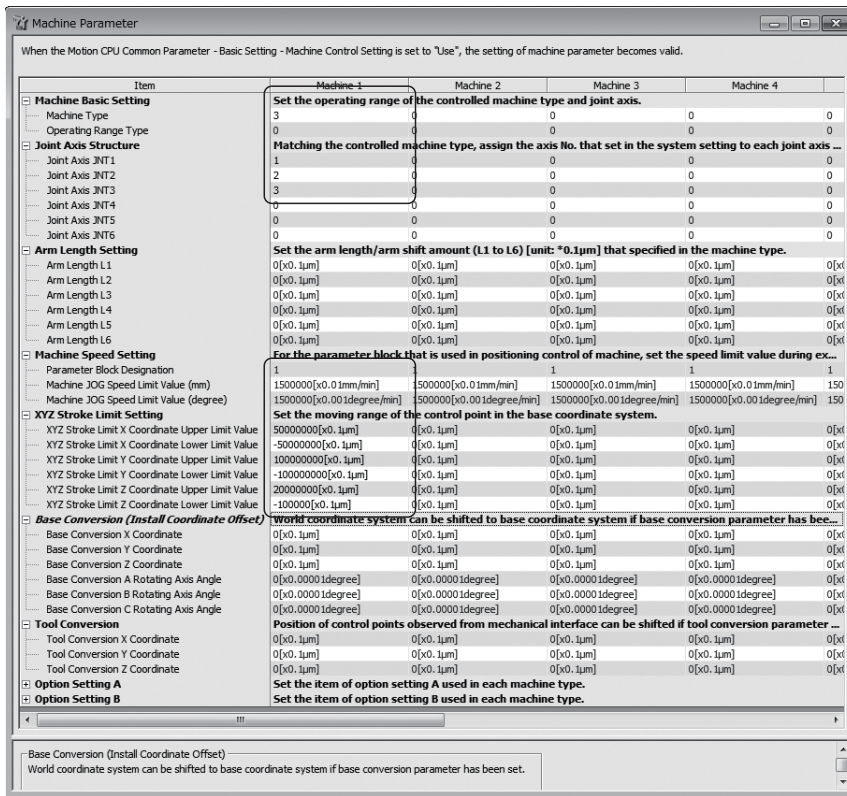 Machine Parameter
When the Motion CPU Common Parameter - Basic Setting - Machine Control Setting is set to "Use", the setting of machine parameter becomes valid.
Item Machine 1 Machine 2 Machine 3 Machine 4
Machine Basic Setting Set the operating range of the controlled machine type and joint axis.
Machine Type 3 0 0 0 0
Operating Range Type 0 0 0 0 0
Joint Axis Structure Matching the controlled machine type, assign the axis No. that set in the system setting to each joint axis ...
Joint Axis JNT1 1 0 0 0 0
Joint Axis JNT2 2 0 0 0 0
Joint Axis JNT3 3 0 0 0 0
Joint Axis JNT4 0 0 0 0 0
Joint Axis JNT5 0 0 0 0 0
Joint Axis JNT6 0 0 0 0 0
Arm Length Setting Set the arm length/arm shift amount (L1 to L6) [unit: *0.1μm] that specified in the machine type.
Arm Length L1 0[x0.1μm] 0[x0.1μm] 0[x0.1μm] 0[x0.1μm] 0[x
Arm Length L2 0[x0.1μm] 0[x0.1μm] 0[x0.1μm] 0[x0.1μm] 0[x
Arm Length L3 0[x0.1μm] 0[x0.1μm] 0[x0.1μm] 0[x0.1μm] 0[x
Arm Length L4 0[x0.1μm] 0[x0.1μm] 0[x0.1μm] 0[x0.1μm] 0[x
Arm Length L5 0[x0.1μm] 0[x0.1μm] 0[x0.1μm] 0[x0.1μm] 0[x
Arm Length L6 0[x0.1μm] 0[x0.1μm] 0[x0.1μm] 0[x0.1μm] 0[x
Machine Speed Setting For the parameter block that is used in positioning control of machine, set the speed limit value during ex...
Parameter Block Designation 1 1 1 1 1
Machine JOG Speed Limit Value (mm) 1500000[x0.01mm/min] 1500000[x0.01mm/min] 1500000[x0.01mm/min] 1500000[x0.01mm/min] 150
Machine JOG Speed Limit Value (degree) 1500000[x0.001degree/min] 1500000[x0.001degree/min] 1500000[x0.001degree/min] 1500000[x0.001degree/min] 150
XYZ Stroke Limit Setting Set the moving range of the control point in the base coordinate system.
XYZ Stroke Limit X Coordinate Upper Limit Value 50000000[x0.1μm] 0[x0.1μm] 0[x0.1μm] 0[x0.1μm] 0[x
XYZ Stroke Limit X Coordinate Lower Limit Value -50000000[x0.1μm] 0[x0.1μm] 0[x0.1μm] 0[x0.1μm] 0[x
XYZ Stroke Limit Y Coordinate Upper Limit Value 100000000[x0.1μm] 0[x0.1μm] 0[x0.1μm] 0[x0.1μm] 0[x
XYZ Stroke Limit Y Coordinate Lower Limit Value -100000000[x0.1μm] 0[x0.1μm] 0[x0.1μm] 0[x0.1μm] 0[x
XYZ Stroke Limit Z Coordinate Upper Limit Value 20000000[x0.1μm] 0[x0.1μm] 0[x0.1μm] 0[x0.1μm] 0[x
XYZ Stroke Limit Z Coordinate Lower Limit Value -100000[x0.1μm] 0[x0.1μm] 0[x0.1μm] 0[x0.1μm] 0[x
Base Conversion (Install Coordinate Offset) World coordinate system can be shifted to base coordinate system if base conversion parameter has bee...
Base Conversion X Coordinate 0[x0.1μm] 0[x0.1μm] 0[x0.1μm] 0[x0.1μm] 0[x
Base Conversion Y Coordinate 0[x0.1μm] 0[x0.1μm] 0[x0.1μm] 0[x0.1μm] 0[x
Base Conversion Z Coordinate 0[x0.1μm] 0[x0.1μm] 0[x0.1μm] 0[x0.1μm] 0[x
Base Conversion A Rotating Axis Angle 0[x0.00001degree] 0[x0.00001degree] 0[x0.00001degree] 0[x0.00001degree] 0[x
Base Conversion B Rotating Axis Angle 0[x0.00001degree] 0[x0.00001degree] 0[x0.00001degree] 0[x0.00001degree] 0[x
Base Conversion C Rotating Axis Angle 0[x0.00001degree] 0[x0.00001degree] 0[x0.00001degree] 0[x0.00001degree] 0[x
Tool Conversion Position of control points observed from mechanical interface can be shifted if tool conversion parameter ...
Tool Conversion X Coordinate 0[x0.1μm] 0[x0.1μm] 0[x0.1μm] 0[x0.1μm] 0[x
Tool Conversion Y Coordinate 0[x0.1μm] 0[x0.1μm] 0[x0.1μm] 0[x0.1μm] 0[x
Tool Conversion Z Coordinate 0[x0.1μm] 0[x0.1μm] 0[x0.1μm] 0[x0.1μm] 0[x
Option Setting A Set the item of option setting A used in each machine type.
Option Setting B Set the item of option setting B used in each machine type.
Base Conversion (Install Coordinate Offset)
World coordinate system can be shifted to base coordinate system if base conversion parameter has been set.